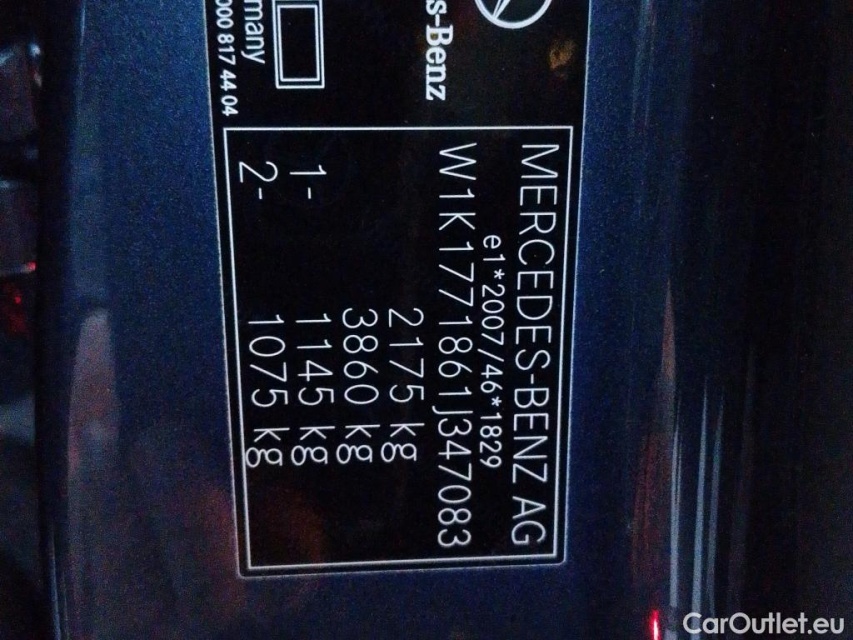 s-Benz
many
000 817 44 04
MERCEDES-BENZ AG
e1*2007/46*1829
W1K1771861J347083
2175 kg
3860 kg
1- 1145 kg
2- 1075 kg
CarOutlet.eu